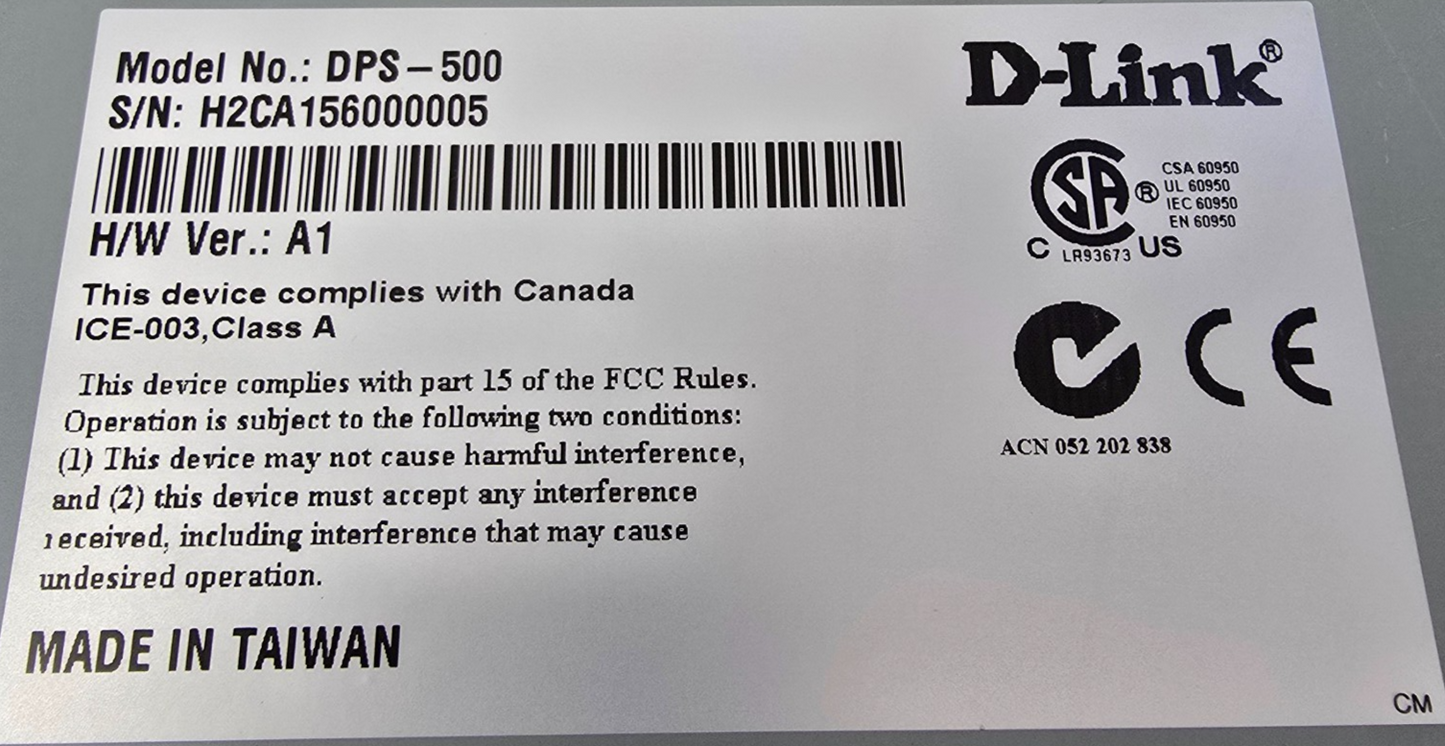 Model No.: DPS-500
S/N: H2CA156000005
H/W Ver.: A1
This device complies with Canada
ICE-003,Class A
This device complies with part 15 of the FCC Rules.
Operation is subject to the following two conditions:
(1) This device may not cause harmful interference,
and (2) this device must accept any interference
received, including interference that may cause
undesired operation.
MADE IN TAIWAN
D-Link®
SA®
CSA 60950
UL 60950
IEC 60950
EN 60950
C LR93673 US
CE
ACN 052 202 838
CM